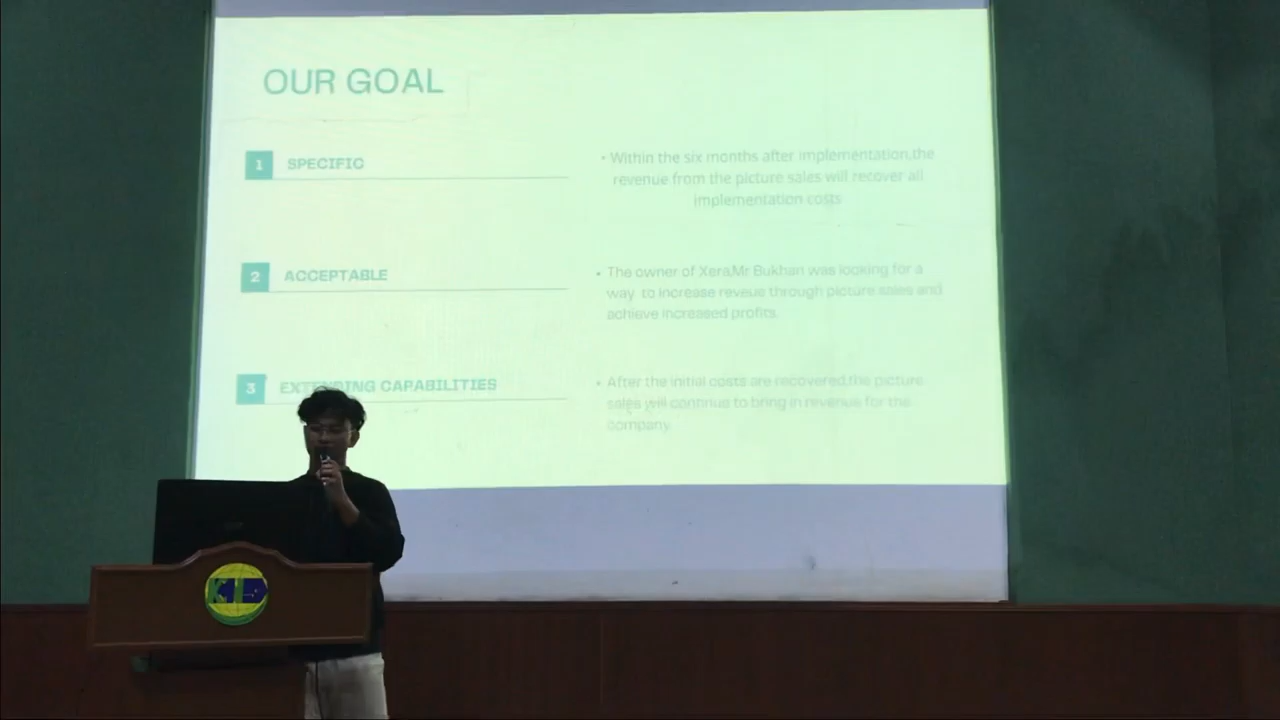 OUR GOAL
1 SPECIFIC
• Within the six months after implementation,the
revenue from the picture sales will recover all
implementation costs
2 ACCEPTABLE
• The owner of Xera,Mr Bukhari was looking for a
way to increase reveue through picture sales and
achieve increased profits.
3 EXTENDING CAPABILITIES
• After the initial costs are recovered,the picture
sales will continue to bring in revenue for the
company